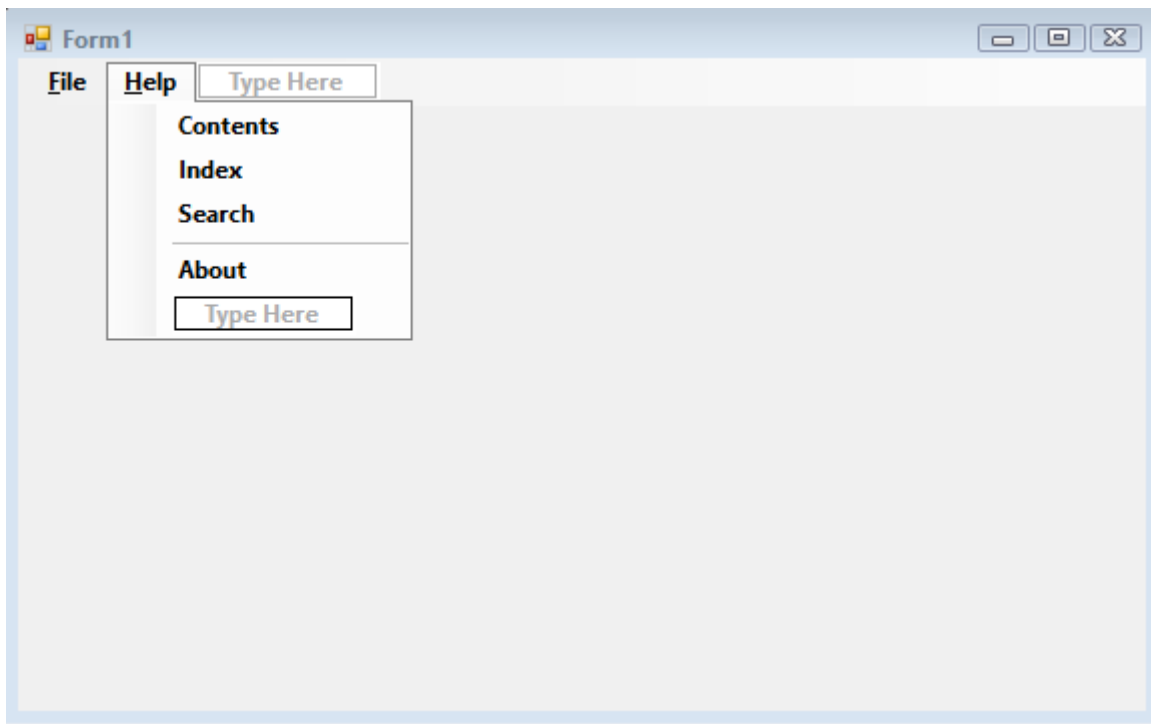 Form1
File Help Type Here
Contents
Index
Search
About
Type Here